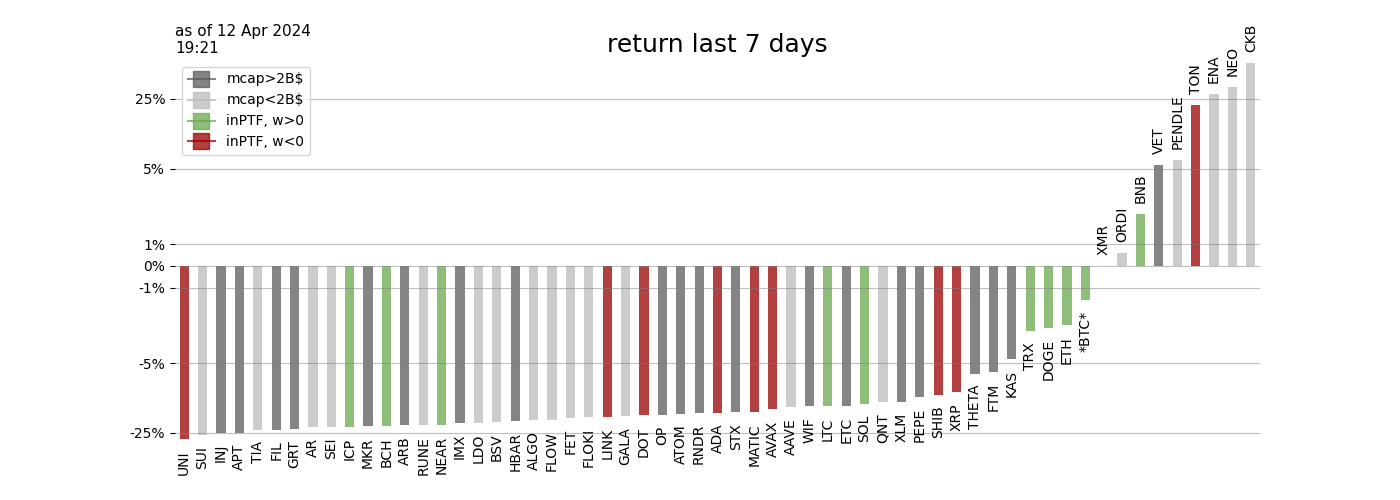 as of 12 Apr 2024
19:21
return last 7 days
mcap>2B$
mcap<2B$
inPTF, w>0
inPTF, w<0
25%
5%
1%
0%
-1%
-5%
-25%
UNI
SUI
INJ
APT
TIA
FIL
GRT
AR
SEI
ICP
MKR
BCH
ARB
RUNE
NEAR
IMX
LDO
BSV
HBAR
ALGO
FLOW
FET
FLOKI
LINK
GALA
DOT
OP
ATOM
RNDR
ADA
STX
MATIC
AVAX
AAVE
WIF
LTC
ETC
SOL
QNT
XLM
PEPE
SHIB
XRP
THETA
FTM
KAS
TRX
DOGE
ETH
*BTC*
XMR
ORDI
BNB
VET
PENDLE
TON
ENA
NEO
CKB